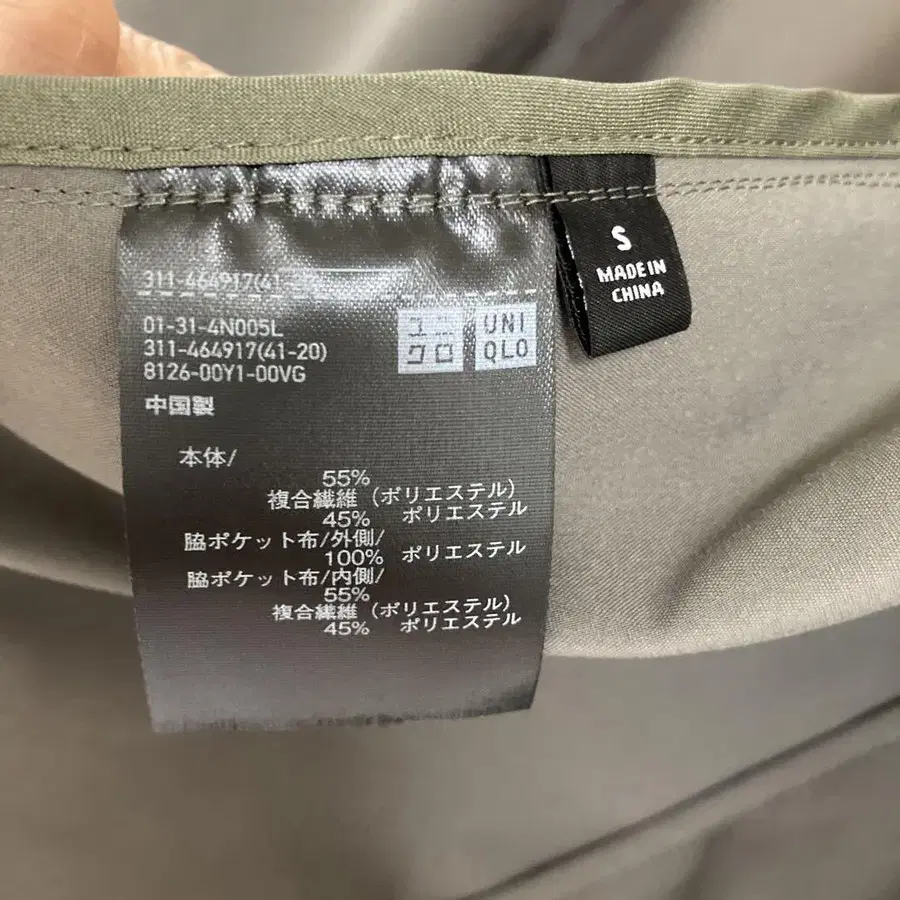 311-464917(41-20)
01-31-4N005L
311-464917(41-20)
8126-00Y1-00VG
中国製
ユニ
クロ
UNI
QLO
本体/
55%
複合繊維(ポリエステル)
45% ポリエステル
脇ポケット布/外側/
100% ポリエステル
脇ポケット布/内側/
55%
複合繊維(ポリエステル)
45% ポリエステル
S
MADE IN
CHINA